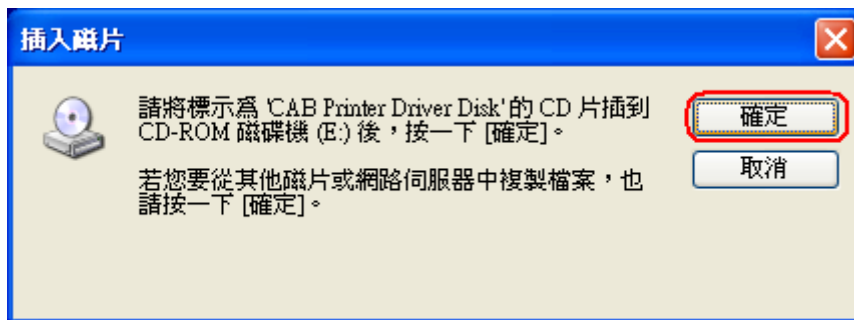 插入磁片
請將標示爲 'CAB Printer Driver Disk' 的 CD 片插到
CD-ROM 磁碟機 (E:) 後，按一下 [確定]。
若您要從其他磁片或網路伺服器中複製檔案，也
請按一下 [確定]。
確定
取消